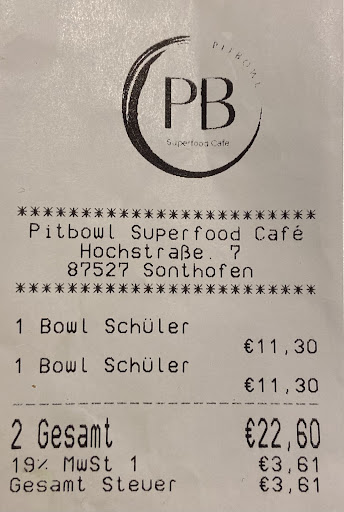 PITBOWL
PB
Superfood Café
************************
Pitbowl Superfood Café
Hochstraße. 7
87527 Sonthofen
************************
1 Bowl Schüler
€11,30
1 Bowl Schüler
€11,30
2 Gesamt €22,60
19% MwSt 1 €3,61
Gesamt Steuer €3,61